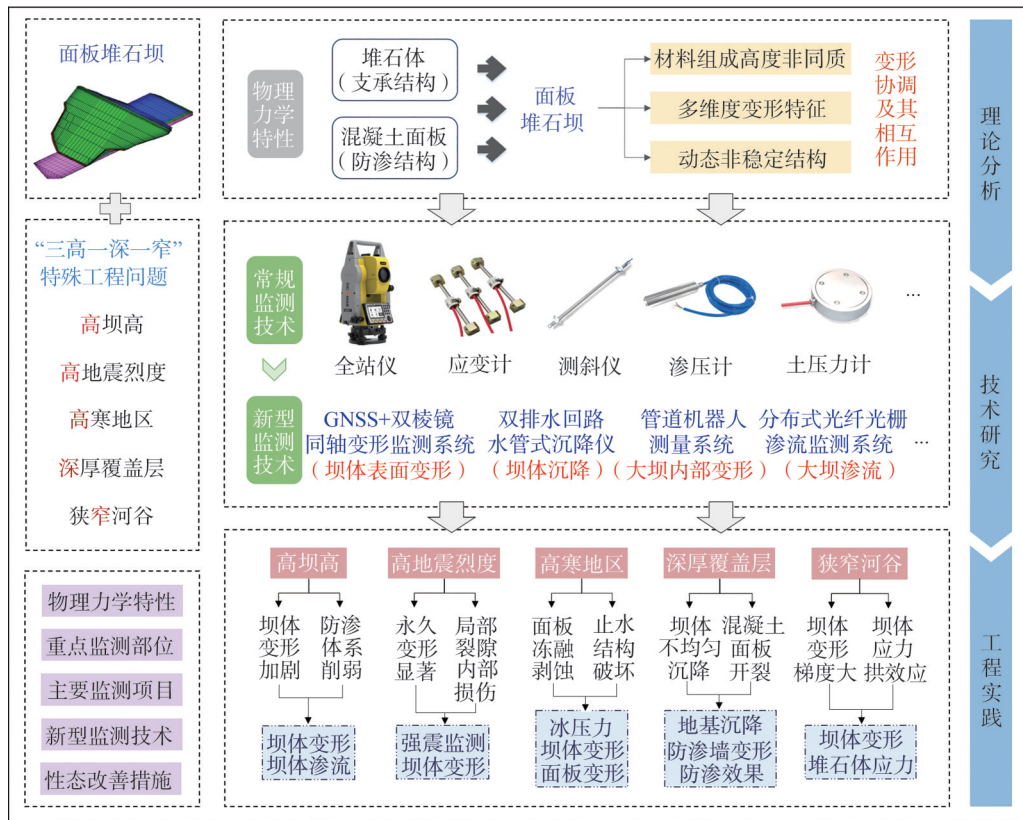 面板堆石坝
“三高一深一窄”
特殊工程问题
高坝高
高地震烈度
高寒地区
深厚覆盖层
狭窄河谷
物理力学特性
重点监测部位
主要监测项目
新型监测技术
性态改善措施
物理
力学
特性
堆石体
(支承结构)
混凝土面板
(防渗结构)
面板
堆石坝
材料组成高度非同质
多维度变形特征
动态非稳定结构
变形
协调
及其
相互
作用
常规
监测
技术
全站仪
应变计
测斜仪
渗压计
土压力计
···
新型
监测
技术
GNSS+双棱镜
同轴变形监测系统
(坝体表面变形)
双排水回路
水管式沉降仪
(坝体沉降)
管道机器人
测量系统
(大坝内部变形)
分布式光纤光栅
渗流监测系统
(大坝渗流)
···
高坝高
坝体
变形
加剧
防渗
体系
削弱
坝体变形
坝体渗流
高地震烈度
永久
变形
显著
局部
裂隙
内部
损伤
强震监测
坝体变形
高寒地区
面板
冻融
剥蚀
止水
结构
破坏
冰压力
坝体变形
面板变形
深厚覆盖层
坝体
不均匀
沉降
混凝土
面板
开裂
地基沉降
防渗墙变形
防渗效果
狭窄河谷
坝体
变形
梯度大
坝体
应力
拱效应
坝体变形
堆石体应力
理论分析
技术研究
工程实践